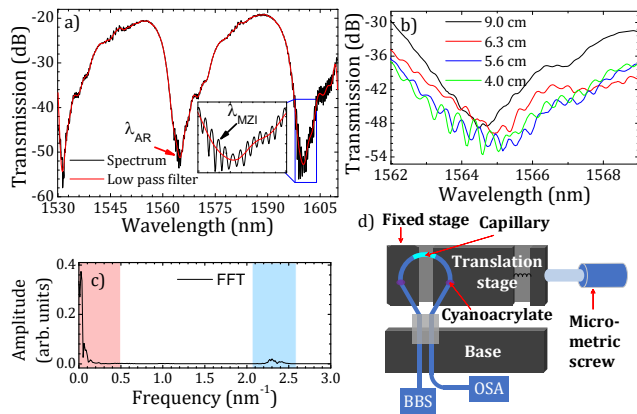 a)
Transmission (dB)
-20
-30
-40
-50
λAR
λMZI
Spectrum
Low pass filter
1530 1545 1560 1575 1590 1605
Wavelength (nm)
b)
Transmission (dB)
-30
-36
-42
-48
-54
9.0 cm
6.3 cm
5.6 cm
4.0 cm
1562 1564 1566 1568
Wavelength (nm)
c)
Amplitude
(arb. units)
0.4
0.2
0.0
FFT
0.0 0.5 1.0 1.5 2.0 2.5 3.0
Frequency (nm-1)
d)
Fixed stage
Capillary
Translation
stage
Cyanoacrylate
Base
Micro-
metric
screw
BBS
OSA